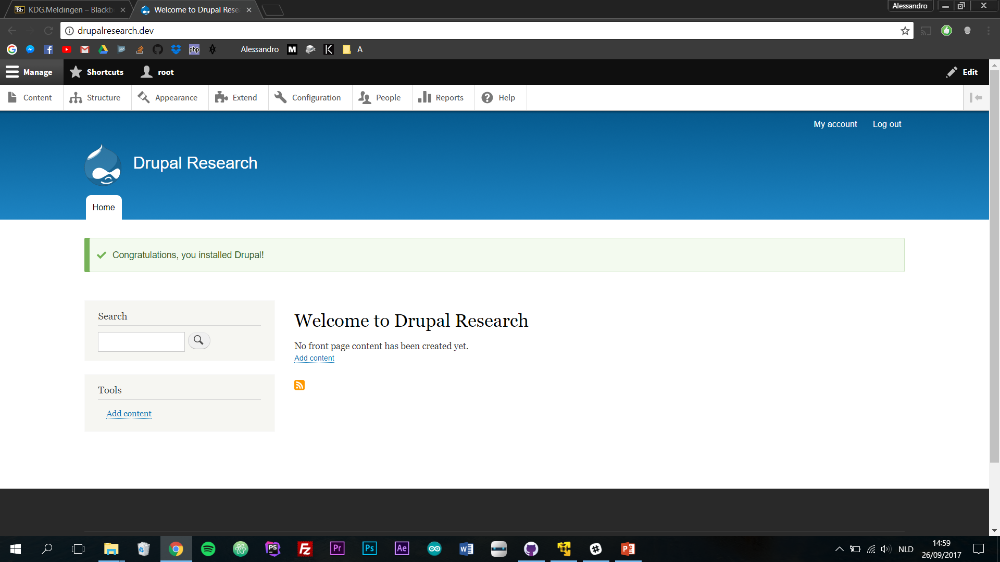 KDG.Meldingen – Blackb
Welcome to Drupal Rese
Alessandro
drupalresearch.dev
php
Alessandro
M
A
Manage
Shortcuts
root
Edit
Content
Structure
Appearance
Extend
Configuration
People
Reports
Help
My account
Log out
Drupal Research
Home
Congratulations, you installed Drupal!
Search
Welcome to Drupal Research
No front page content has been created yet.
Add content
Tools
Add content
NLD
14:59
26/09/2017